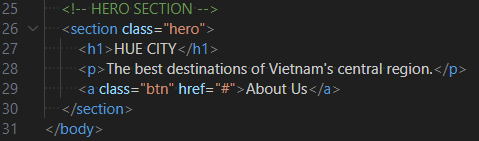 25 <!-- HERO SECTION -->
26 <section class="hero">
27 <h1>HUE CITY</h1>
28 <p>The best destinations of Vietnam's central region.</p>
29 <a class="btn" href="#">About Us</a>
30 </section>
31 </body>